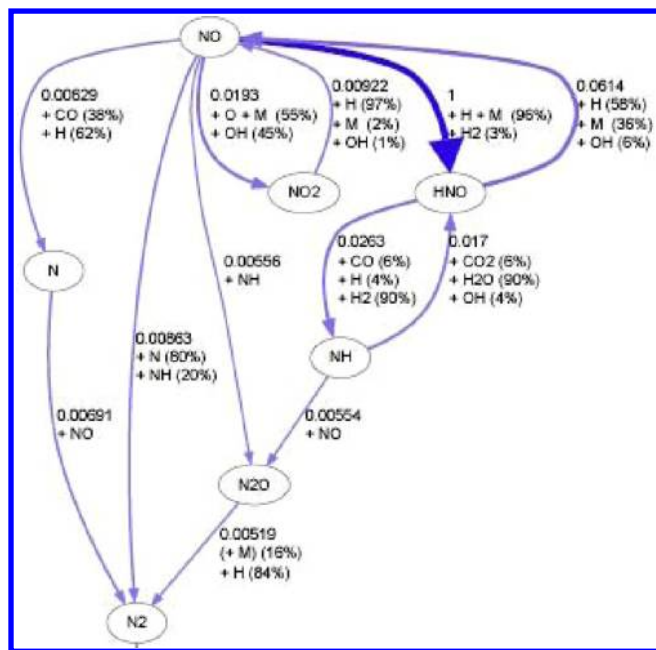 NO
0.00629
+ CO (38%)
+ H (62%)
0.0193
+ O + M (55%)
+ OH (45%)
0.00922
+ H (97%)
+ M (2%)
+ OH (1%)
1
+ H + M (96%)
+ H2 (3%)
0.0614
+ H (58%)
+ M (36%)
+ OH (6%)
NO2
HNO
N
0.00556
+ NH
0.0263
+ CO (6%)
+ H (4%)
+ H2 (90%)
0.017
+ CO2 (6%)
+ H2O (90%)
+ OH (4%)
0.00863
+ N (80%)
+ NH (20%)
NH
0.00691
+ NO
0.00554
+ NO
N2O
0.00519
(+ M) (16%)
+ H (84%)
N2